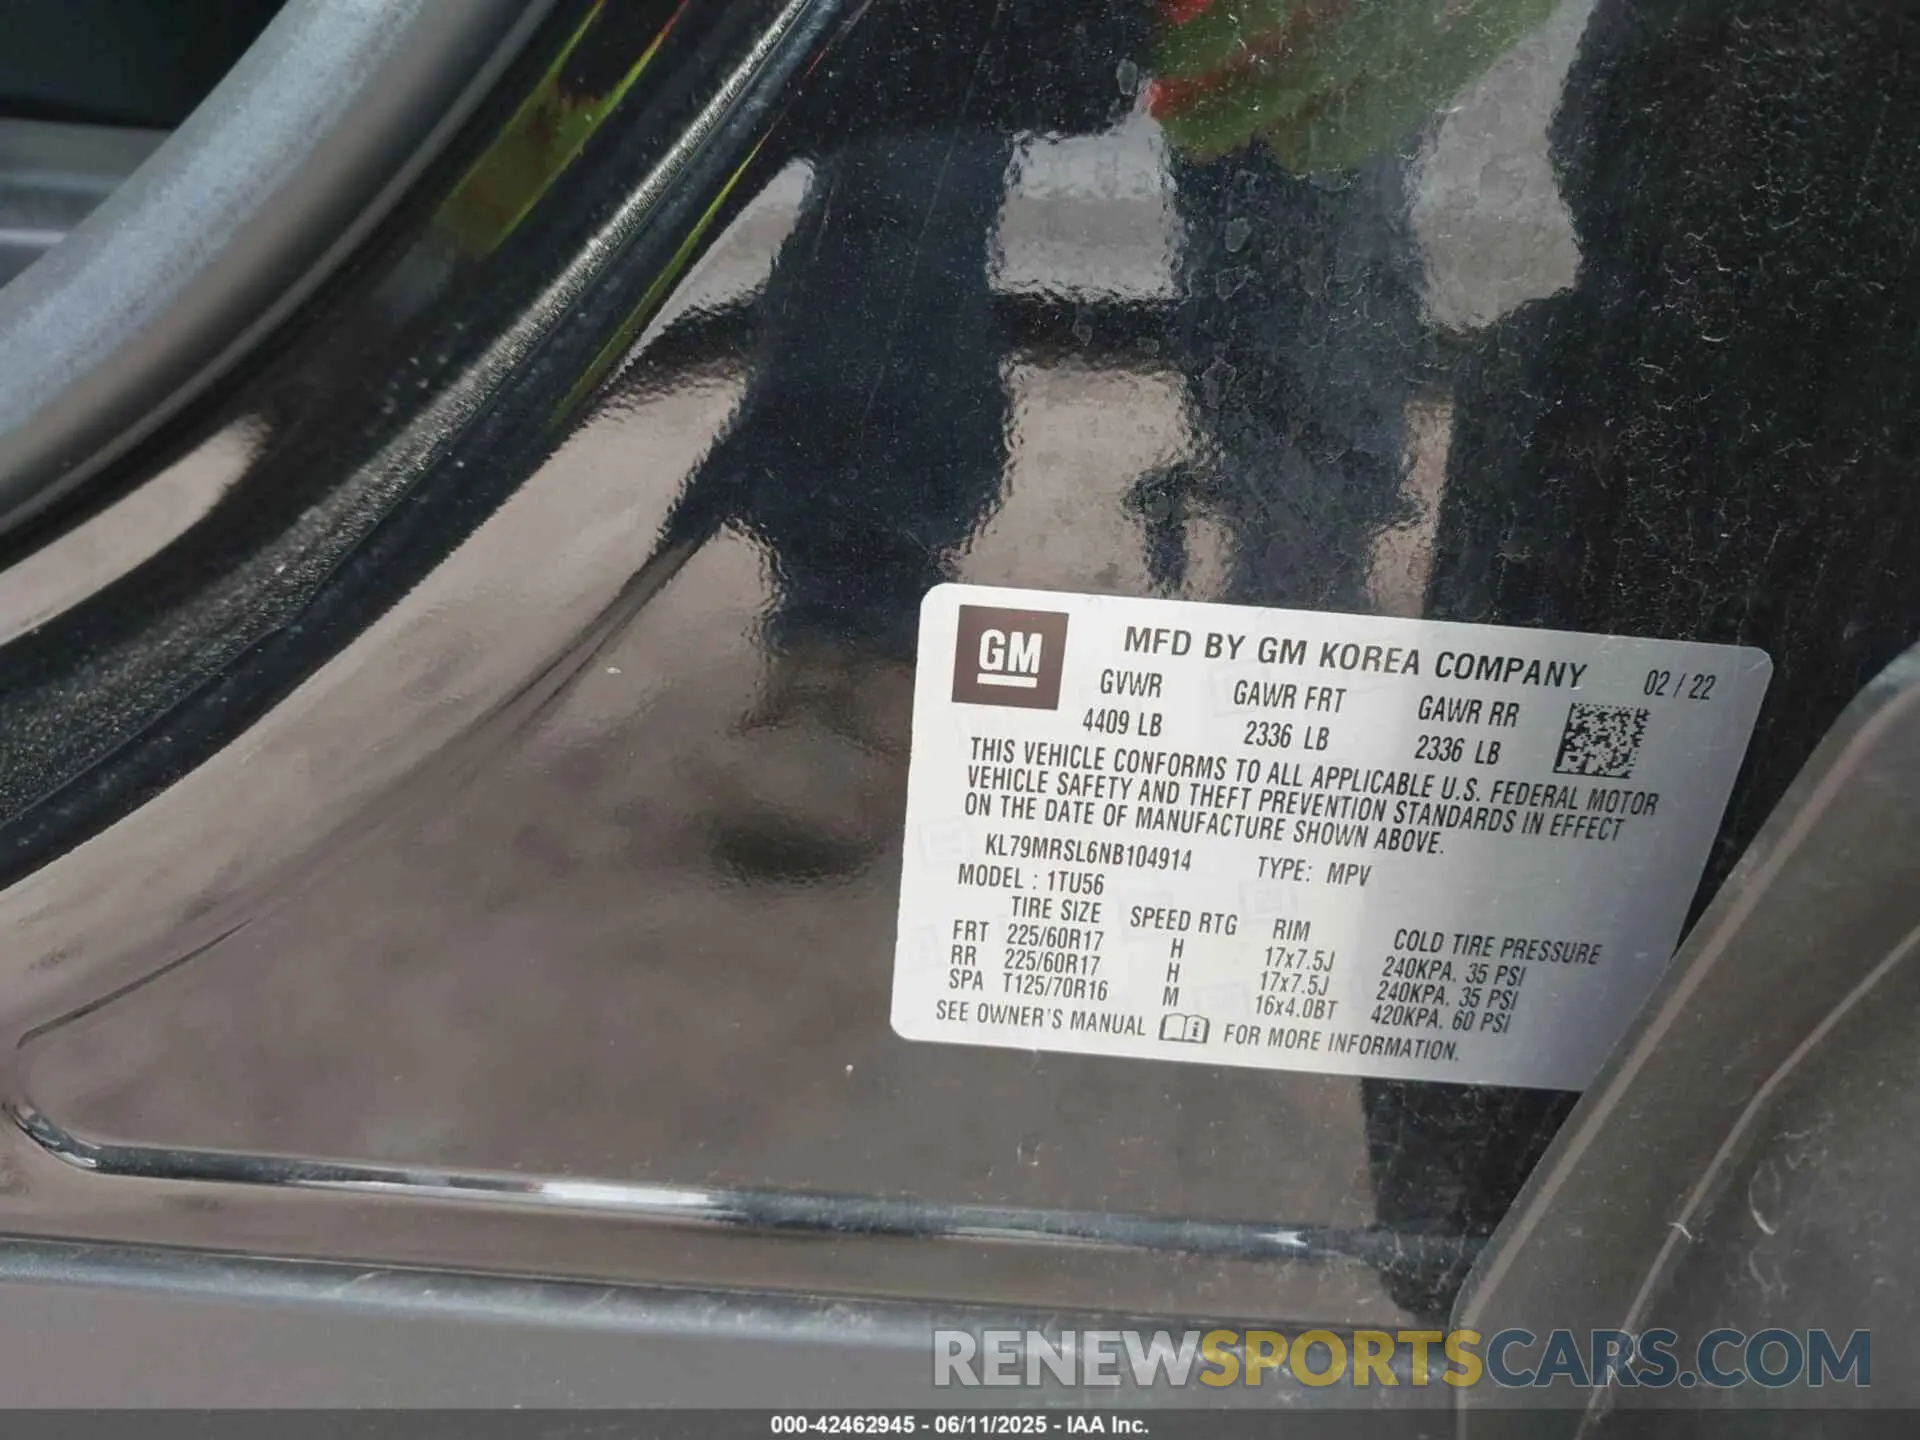 GM
MFD BY GM KOREA COMPANY 02 / 22
GVWR GAWR FRT GAWR RR
4409 LB 2336 LB 2336 LB
THIS VEHICLE CONFORMS TO ALL APPLICABLE U.S. FEDERAL MOTOR
VEHICLE SAFETY AND THEFT PREVENTION STANDARDS IN EFFECT
ON THE DATE OF MANUFACTURE SHOWN ABOVE.
KL79MRSL6NB104914 TYPE: MPV
MODEL : 1TU56
TIRE SIZE SPEED RTG RIM COLD TIRE PRESSURE
FRT 225/60R17 H 17x7.5J 240KPA. 35 PSI
RR 225/60R17 H 17x7.5J 240KPA. 35 PSI
SPA T125/70R16 M 16x4.0BT 420KPA. 60 PSI
SEE OWNER'S MANUAL i FOR MORE INFORMATION.
RENEWSPORTSCARS.COM
000-42462945 - 06/11/2025 - IAA Inc.